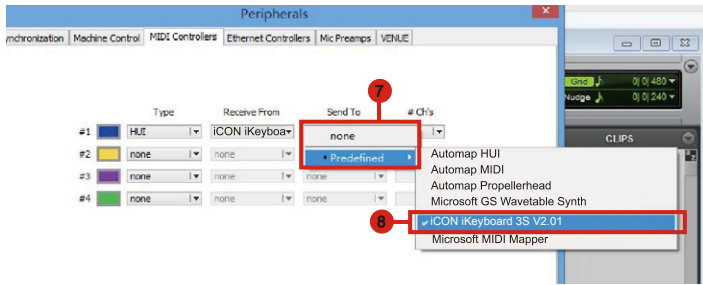 Peripherals
ynchronization Machine Control MIDI Controllers Ethernet Controllers Mic Preamps VENUE
Grid 0| 0| 480
Nudge 0| 0| 240
7
Type Receive From Send To # Ch's
CLIPS
#1 HUI iCON iKeyboa none
#2 none none Predefined
#3 none none none
#4 none none none
Automap HUI
Automap MIDI
Automap Propellerhead
Microsoft GS Wavetable Synth
8 iCON iKeyboard 3S V2.01
Microsoft MIDI Mapper